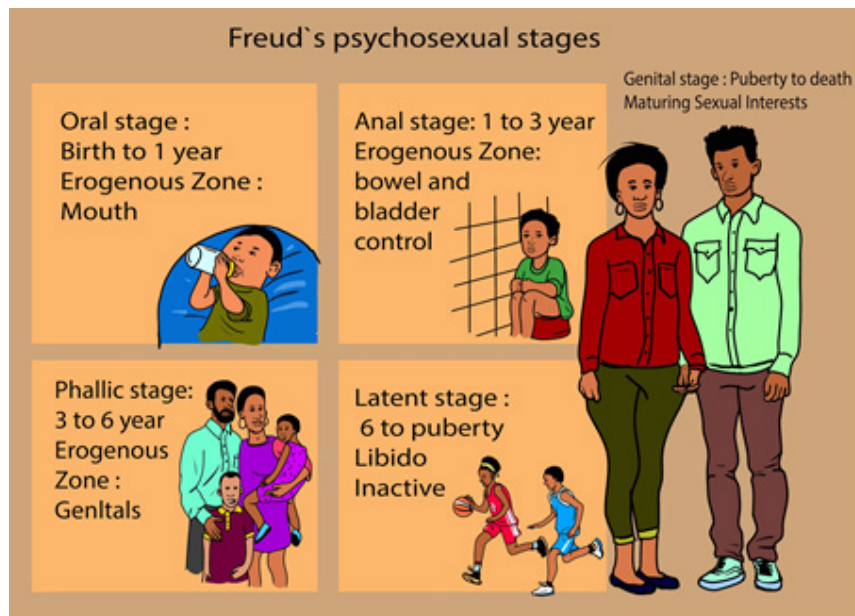 Freud`s psychosexual stages
Genital stage : Puberty to death
Maturing Sexual Interests
Oral stage :
Birth to 1 year
Erogenous Zone :
Mouth
Anal stage: 1 to 3 year
Erogenous Zone:
bowel and
bladder
control
Phallic stage:
3 to 6 year
Erogenous
Zone :
GenItals
Latent stage :
6 to puberty
Libido
Inactive